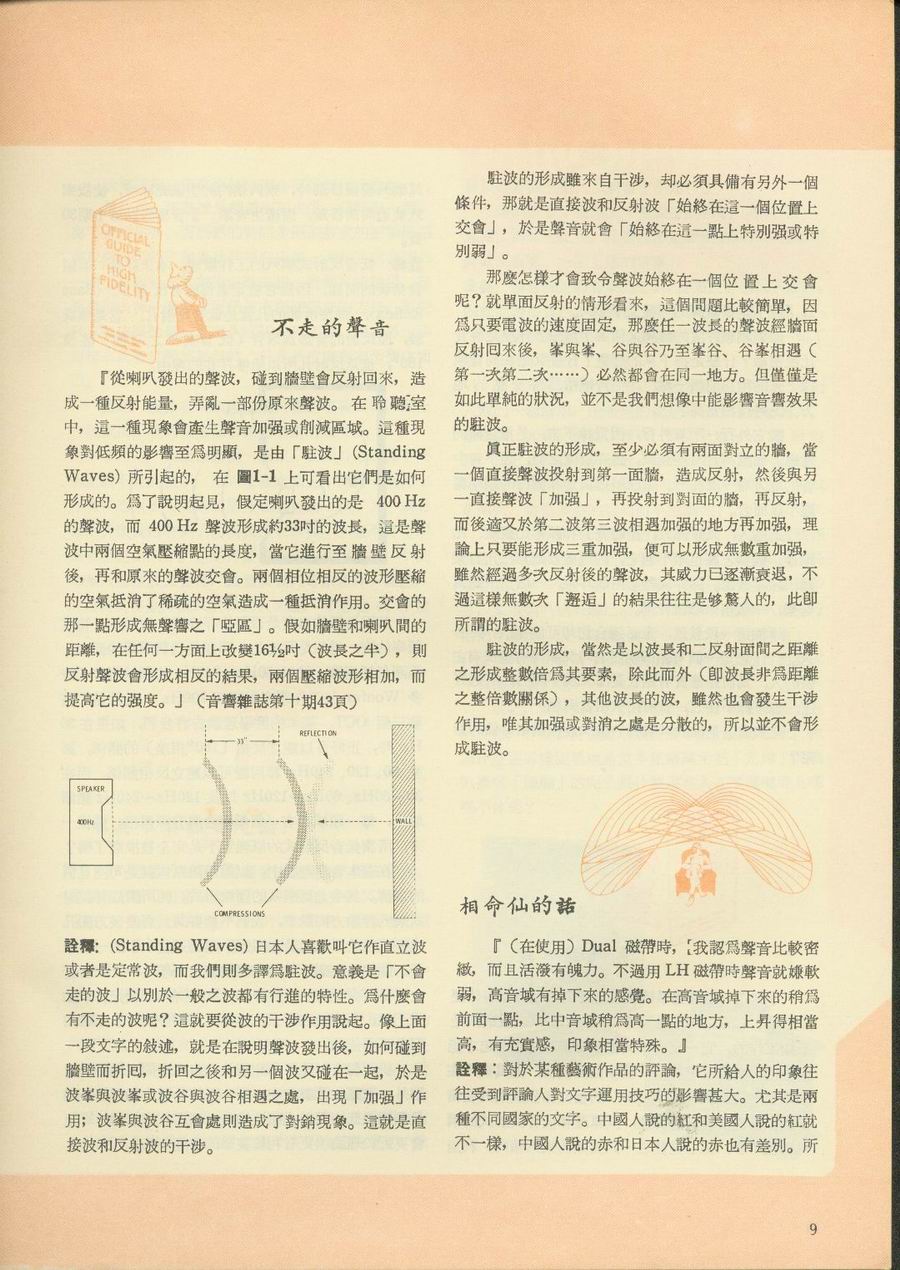 OFFICIAL
GUIDE
TO
HIGH
FIDELITY
不走的聲音
『從喇叭發出的聲波，碰到牆壁會反射回來，造
成一種反射能量，弄亂一部份原來聲波。在聆聽室
中，這一種現象會產生聲音加强或削減區域。這種現
象對低頻的影響至爲明顯，是由「駐波」(Standing
Waves) 所引起的，在 圖1-1 上可看出它們是如何
形成的。爲了說明起見，假定喇叭發出的是 400 Hz
的聲波，而 400 Hz 聲波形成約33吋的波長，這是聲
波中兩個空氣壓縮點的長度，當它進行至牆壁反射
後，再和原來的聲波交會。兩個相位相反的波形壓縮
的空氣抵消了稀疏的空氣造成一種抵消作用。交會的
那一點形成無聲響之「啞區」。假如牆壁和喇叭間的
距離，在任何一方面上改變16½吋（波長之半），則
反射聲波會形成相反的結果，兩個壓縮波形相加，而
提高它的强度。」（音響雜誌第十期43頁）
33"
REFLECTION
SPEAKER
400Hz
WALL
COMPRESSIONS
詮釋：(Standing Waves) 日本人喜歡叫它作直立波
或者是定常波，而我們則多譯爲駐波。意義是「不會
走的波」以別於一般之波都有行進的特性。爲什麼會
有不走的波呢？這就要從波的干涉作用說起。像上面
一段文字的敍述，就是在說明聲波發出後，如何碰到
牆壁而折囘，折回之後和另一個波又碰在一起，於是
波峯與波峯或波谷與波谷相遇之處，出現「加强」作
用；波峯與波谷互會處則造成了對銷現象。這就是直
接波和反射波的干涉。
駐波的形成雖來自干涉，却必須具備有另外一個
條件，那就是直接波和反射波「始終在這一個位置上
交會」，於是聲音就會「始終在這一點上特別强或特
別弱」。
那麼怎樣才會致令聲波始終在一個位置上交會
呢？就單面反射的情形看來，這個問題比較簡單，因
爲只要電波的速度固定，那麼任一波長的聲波經牆面
反射囘來後，峯與峯、谷與谷乃至峯谷、谷峯相遇（
第一次第二次……）必然都會在同一地方。但僅僅是
如此單純的狀況，並不是我們想像中能影響音響效果
的駐波。
眞正駐波的形成，至少必須有兩面對立的牆，當
一個直接聲波投射到第一面牆，造成反射，然後與另
一直接聲波「加强」，再投射到對面的牆，再反射，
而後適又於第二波第三波相遇加强的地方再加强，理
論上只要能形成三重加强，便可以形成無數重加强，
雖然經過多次反射後的聲波，其威力已逐漸衰退，不
過這樣無數次「邂逅」的結果往往是够驚人的，此卽
所謂的駐波。
駐波的形成，當然是以波長和二反射面間之距離
之形成整數倍爲其要素，除此而外（卽波長非爲距離
之整倍數關係），其他波長的波，雖然也會發生干涉
作用，唯其加强或對消之處是分散的，所以並不會形
成駐波。
相命仙的話
『（在使用）Dual 磁帶時，【我認爲聲音比較密
緻，而且活潑有魄力。不過用 LH 磁帶時聲音就嫌軟
弱，高音域有掉下來的感覺。在高音域掉下來的稍爲
前面一點，比中音域稍爲高一點的地方，上昇得相當
高，有充實感，印象相當特殊。』
詮釋：對於某種藝術作品的評論，它所給人的印象往
往受到評論人對文字運用技巧的影響甚大。尤其是兩
種不同國家的文字。中國人說的紅和美國人說的紅就
不一樣，中國人說的赤和日本人說的赤也有差別。所
9